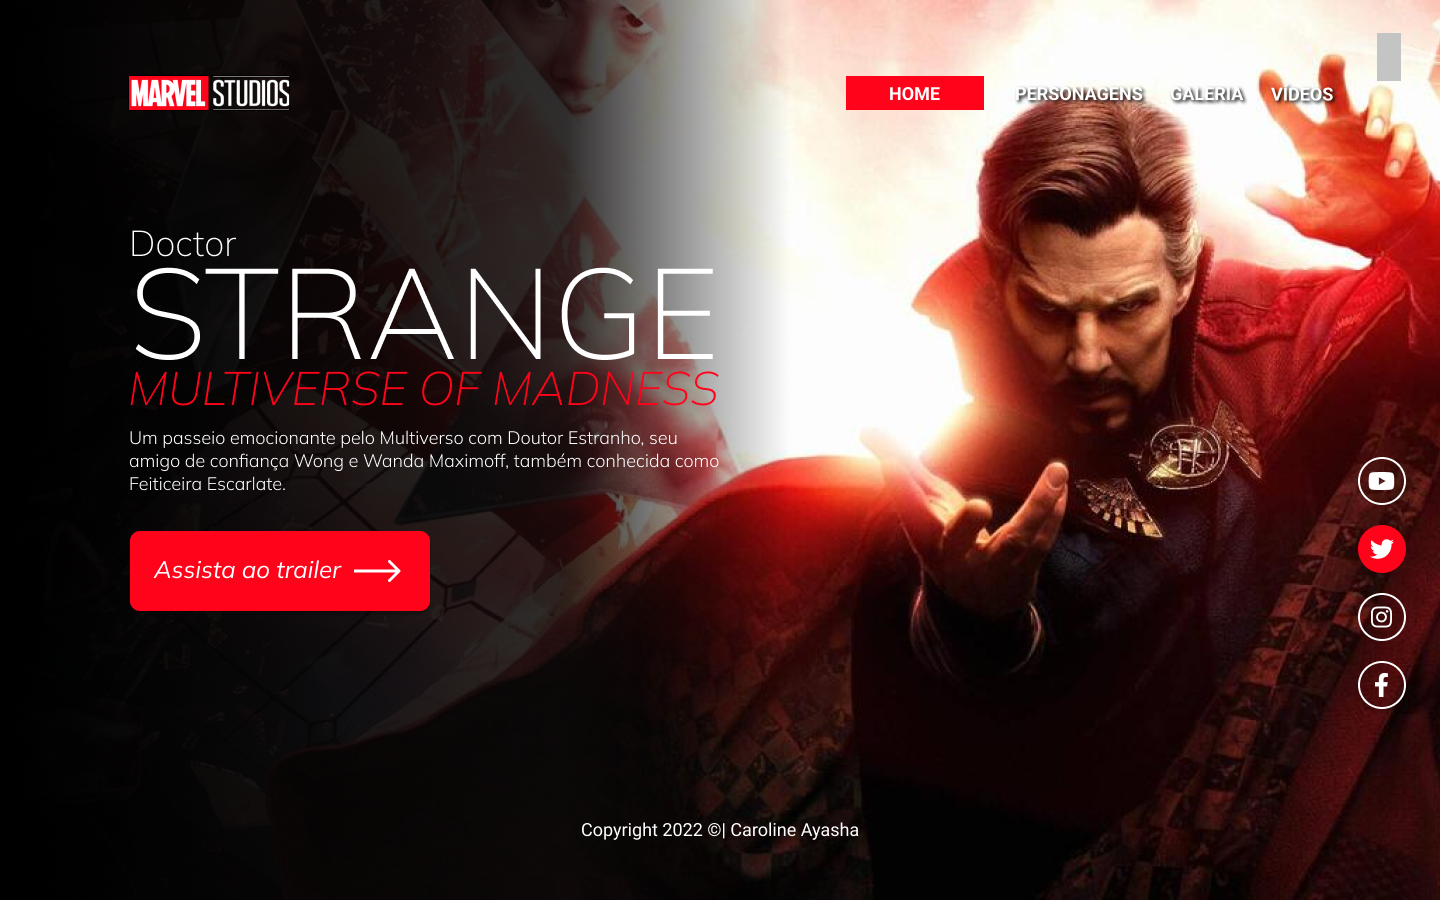 MARVEL STUDIOS
HOME PERSONAGENS GALERIA VÍDEOS
Doctor
STRANGE
MULTIVERSE OF MADNESS
Um passeio emocionante pelo Multiverso com Doutor Estranho, seu
amigo de confiança Wong e Wanda Maximoff, também conhecida como
Feiticeira Escarlate.
Assista ao trailer
Copyright 2022 ©| Caroline Ayasha